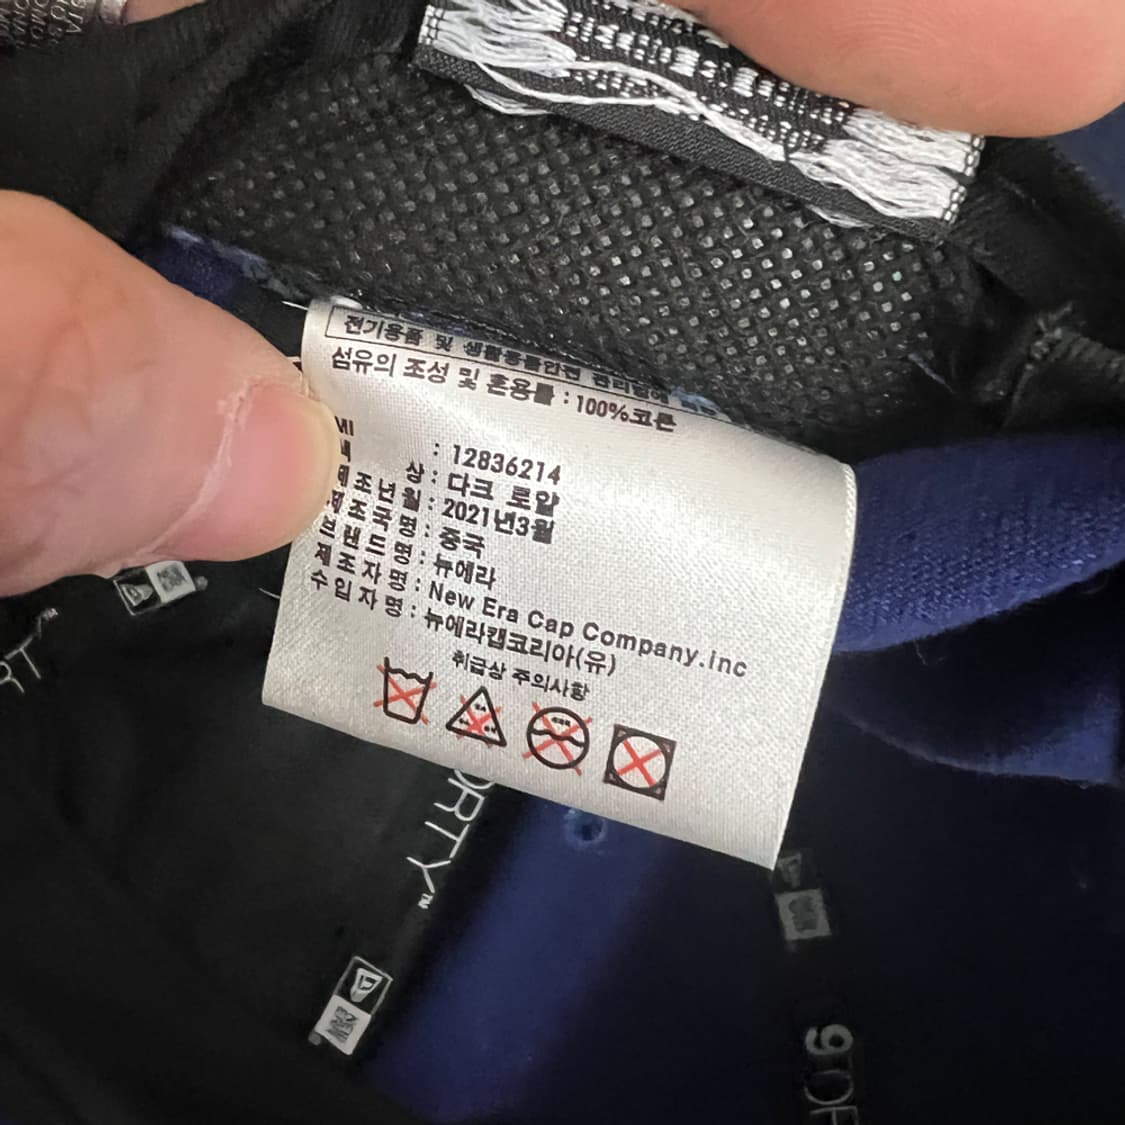 전기용품 및 생활용품안전 관리법에
섬유의 조성 및 혼용률 : 100%코튼
: 12836214
상 : 다크 로얄
제조년월 : 2021년3월
제조국명 : 중국
브랜드명 : 뉴에라
제조자명 : New Era Cap Company.inc
수입자명 : 뉴에라캡코리아(유)
취급상 주의사항
RTY™
ORTY™
9TOF